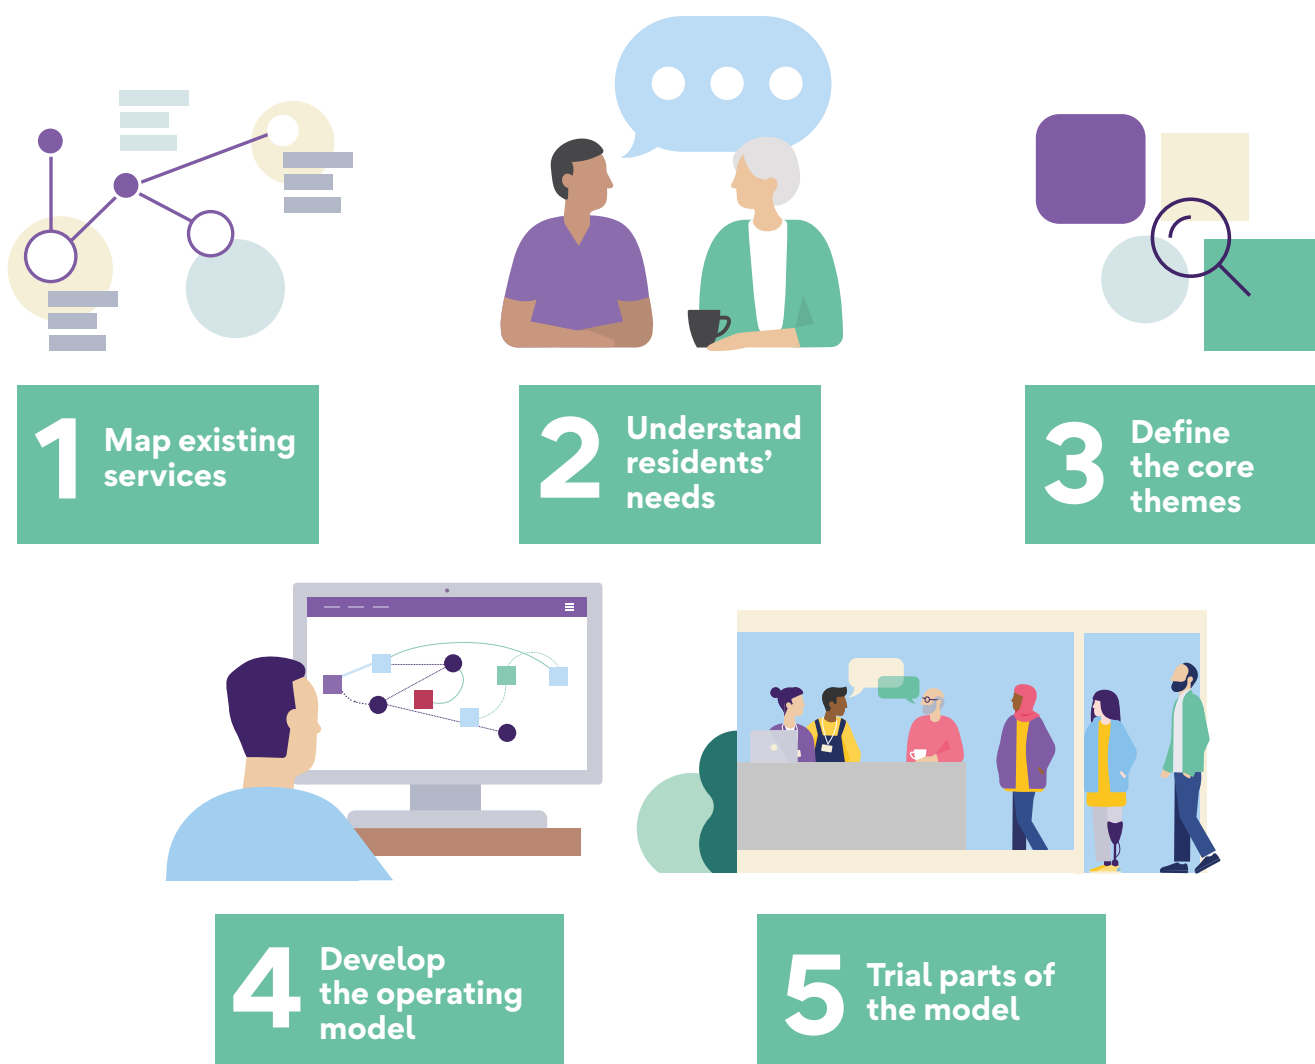 1
Map existing
services
2
Understand
residents’
needs
3
Define
the core
themes
4
Develop
the operating
model
5
Trial parts of
the model